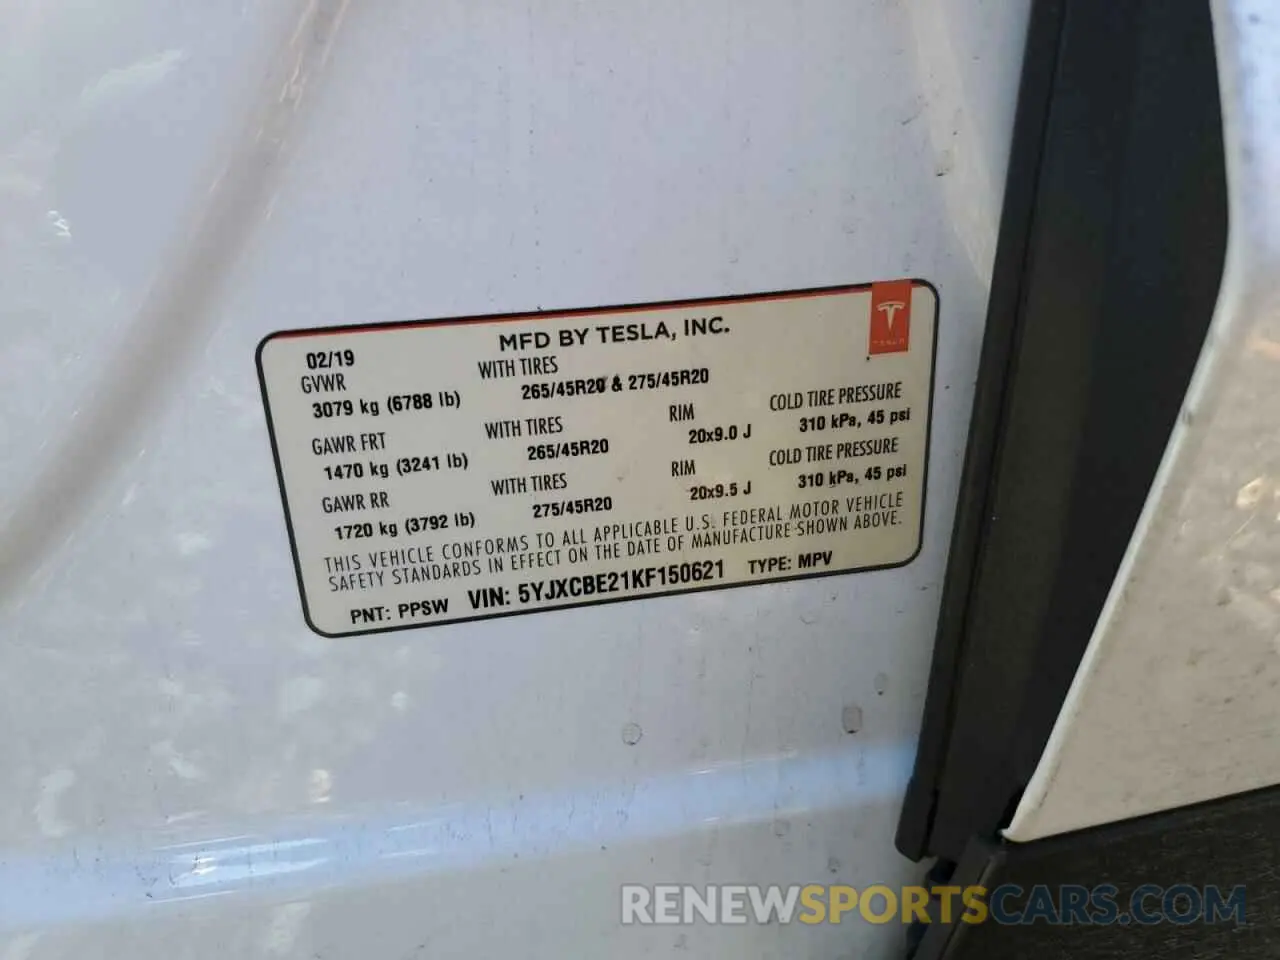 MFD BY TESLA, INC.
TESLA
02/19
GVWR WITH TIRES
3079 kg (6788 lb) 265/45R20 & 275/45R20
GAWR FRT WITH TIRES RIM COLD TIRE PRESSURE
1470 kg (3241 lb) 265/45R20 20x9.0 J 310 kPa, 45 psi
GAWR RR WITH TIRES RIM COLD TIRE PRESSURE
1720 kg (3792 lb) 275/45R20 20x9.5 J 310 kPa, 45 psi
THIS VEHICLE CONFORMS TO ALL APPLICABLE U.S. FEDERAL MOTOR VEHICLE
SAFETY STANDARDS IN EFFECT ON THE DATE OF MANUFACTURE SHOWN ABOVE.
PNT: PPSW VIN: 5YJXCBE21KF150621 TYPE: MPV
RENEWSPORTSCARS.COM